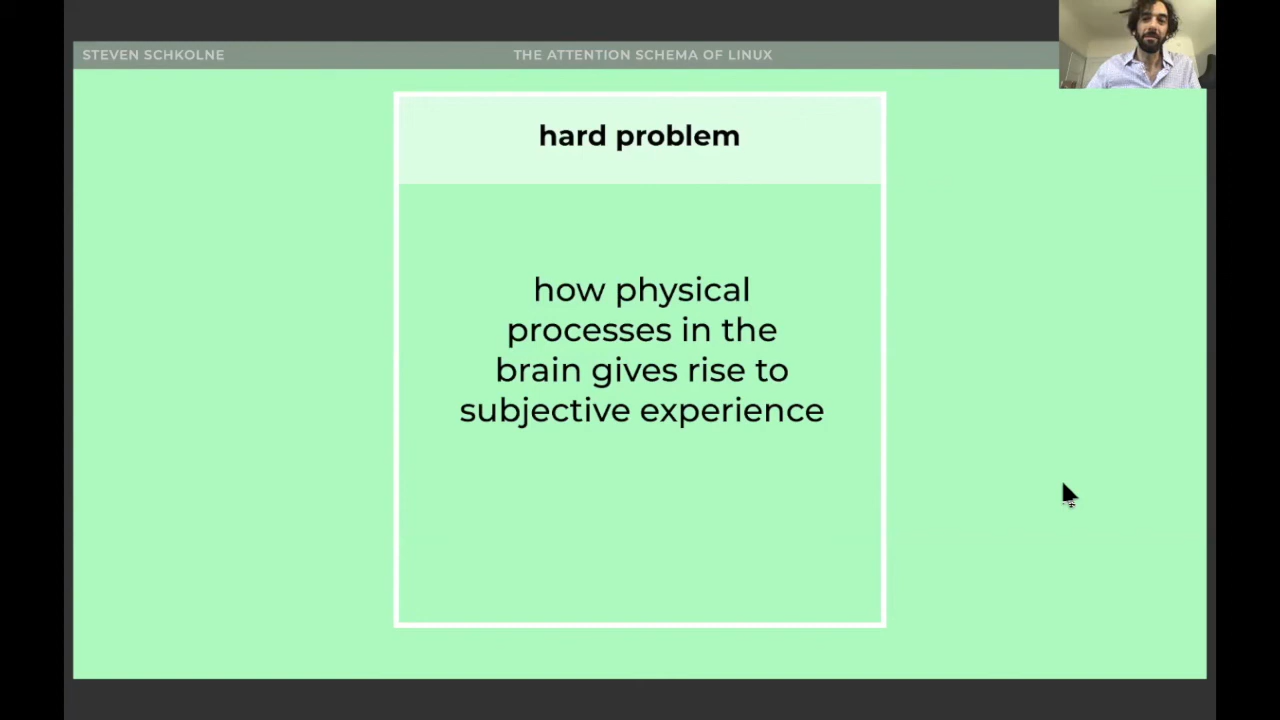 STEVEN SCHKOLNE
THE ATTENTION SCHEMA OF LINUX
hard problem
how physical
processes in the
brain gives rise to
subjective experience